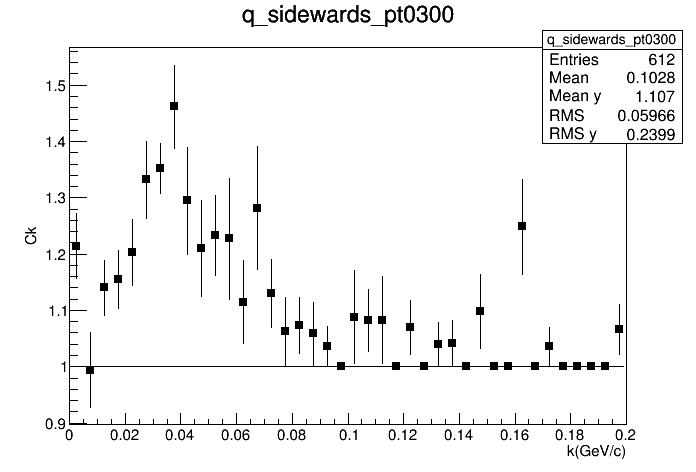 q_sidewards_pt0300
q_sidewards_pt0300
Entries 612
Mean 0.1028
Mean y 1.107
RMS 0.05966
RMS y 0.2399
Ck
1.5
1.4
1.3
1.2
1.1
1
0.9
0 0.02 0.04 0.06 0.08 0.1 0.12 0.14 0.16 0.18 0.2
k(GeV/c)